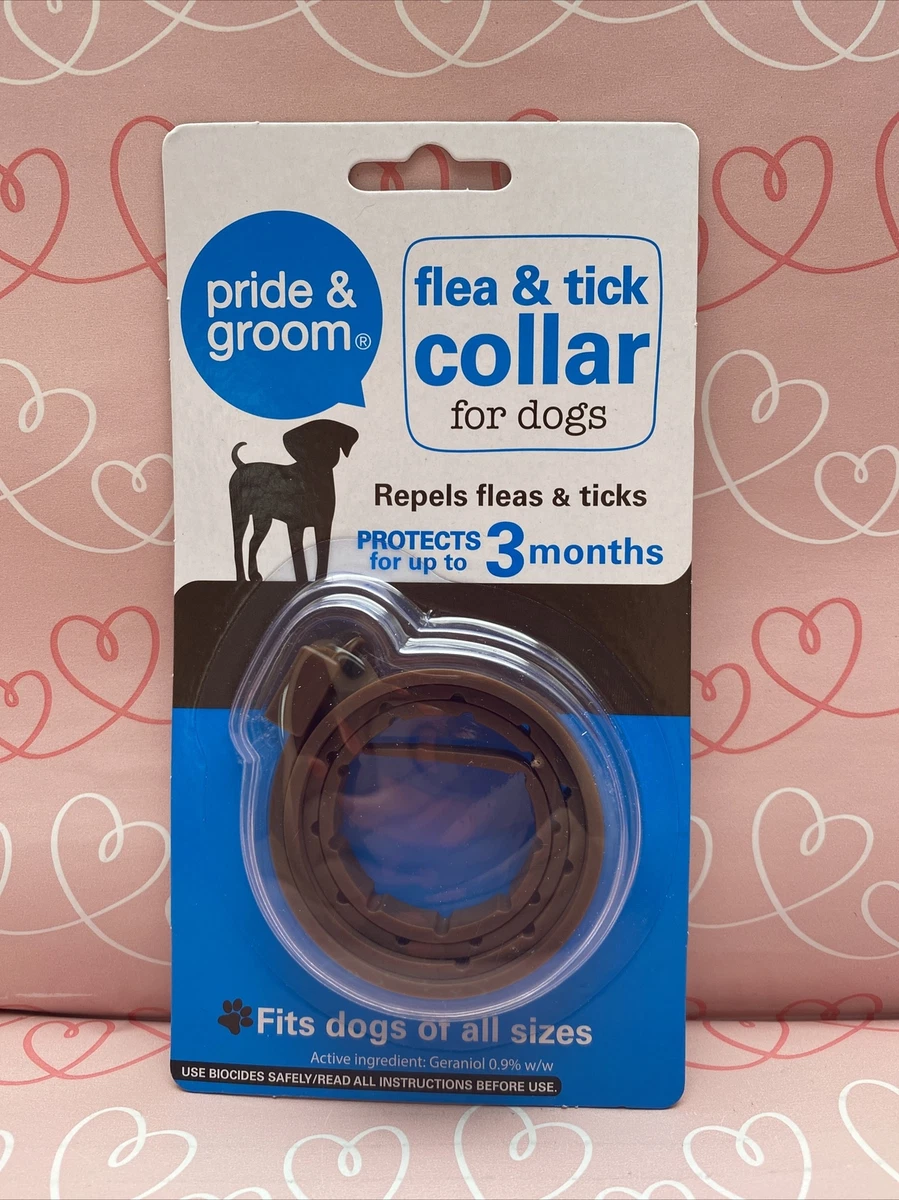 pride &
groom®
flea & tick
collar
for dogs
Repels fleas & ticks
PROTECTS
for up to 3 months
Fits dogs of all sizes
Active ingredient: Geraniol 0.9% w/w
USE BIOCIDES SAFELY/READ ALL INSTRUCTIONS BEFORE USE.